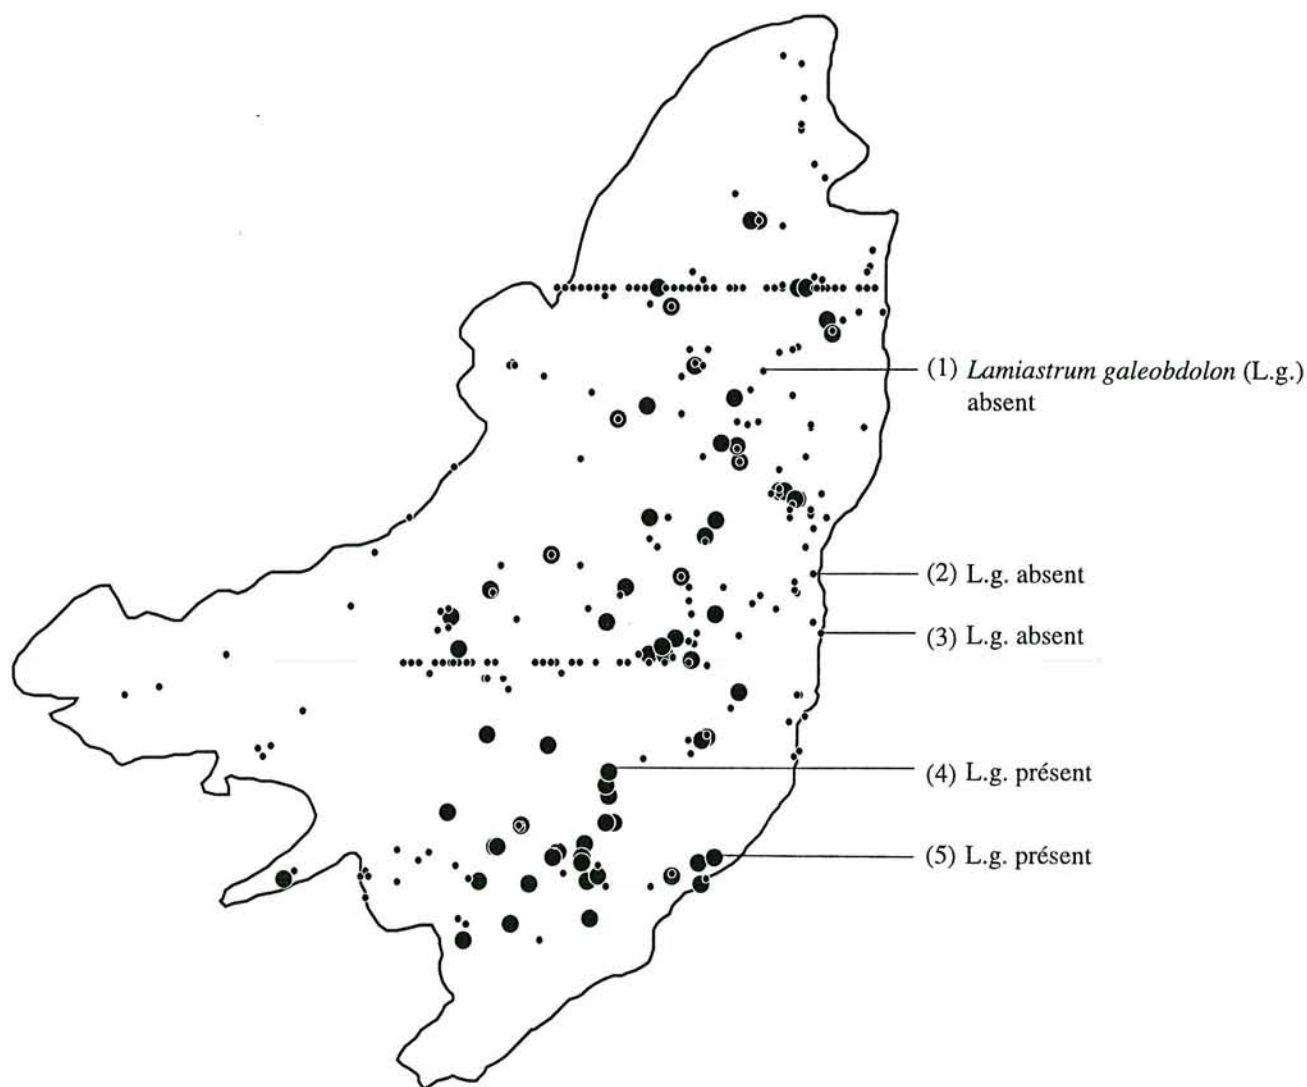 (1) Lamiastrum galeobdolon (L.g.)
absent
(2) L.g. absent
(3) L.g. absent
(4) L.g. présent
(5) L.g. présent